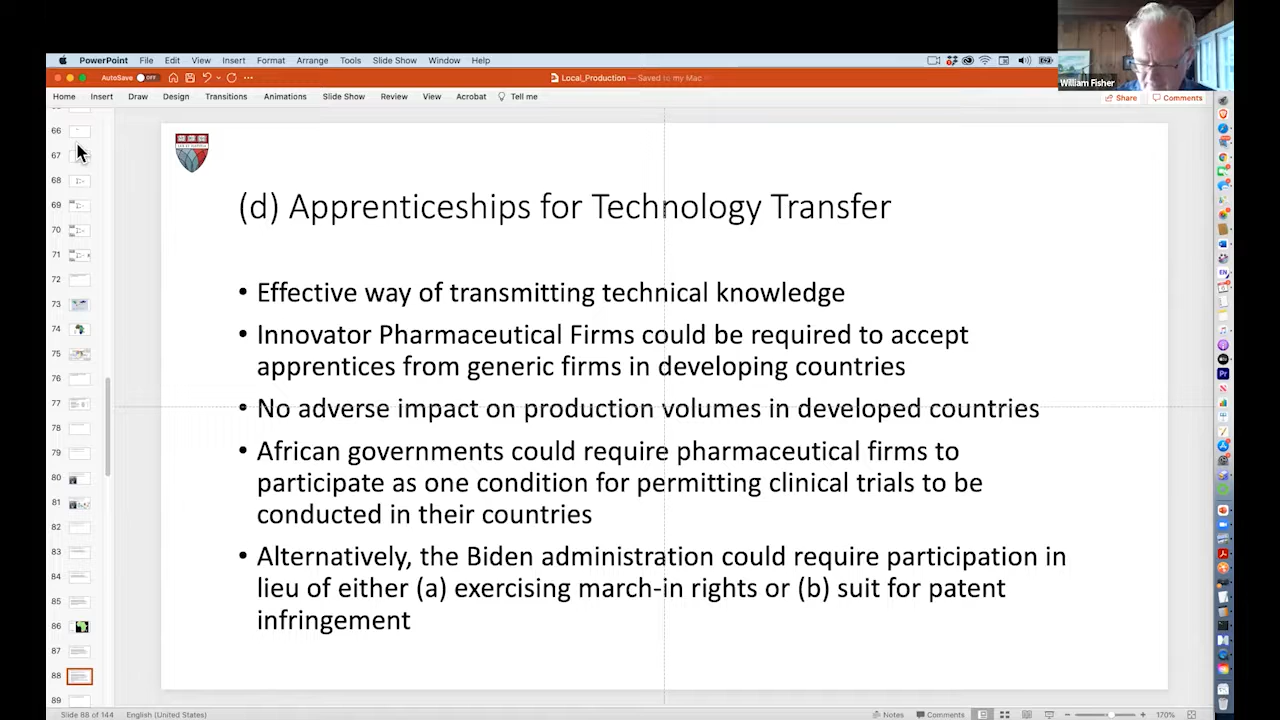 William Fisher
PowerPoint File Edit View Insert Format Arrange Tools Slide Show Window Help
AutoSave OFF
Local_Production — Saved to my Mac
Home Insert Draw Design Transitions Animations Slide Show Review View Acrobat Tell me
Share Comments
66
67
68
69
70
71
72
73
74
75
76
77
78
79
80
81
82
83
84
85
86
87
88
89
(d) Apprenticeships for Technology Transfer
• Effective way of transmitting technical knowledge
• Innovator Pharmaceutical Firms could be required to accept
apprentices from generic firms in developing countries
• No adverse impact on production volumes in developed countries
• African governments could require pharmaceutical firms to
participate as one condition for permitting clinical trials to be
conducted in their countries
• Alternatively, the Biden administration could require participation in
lieu of either (a) exercising march-in rights or (b) suit for patent
infringement
Slide 88 of 144 English (United States)
Notes Comments 170%